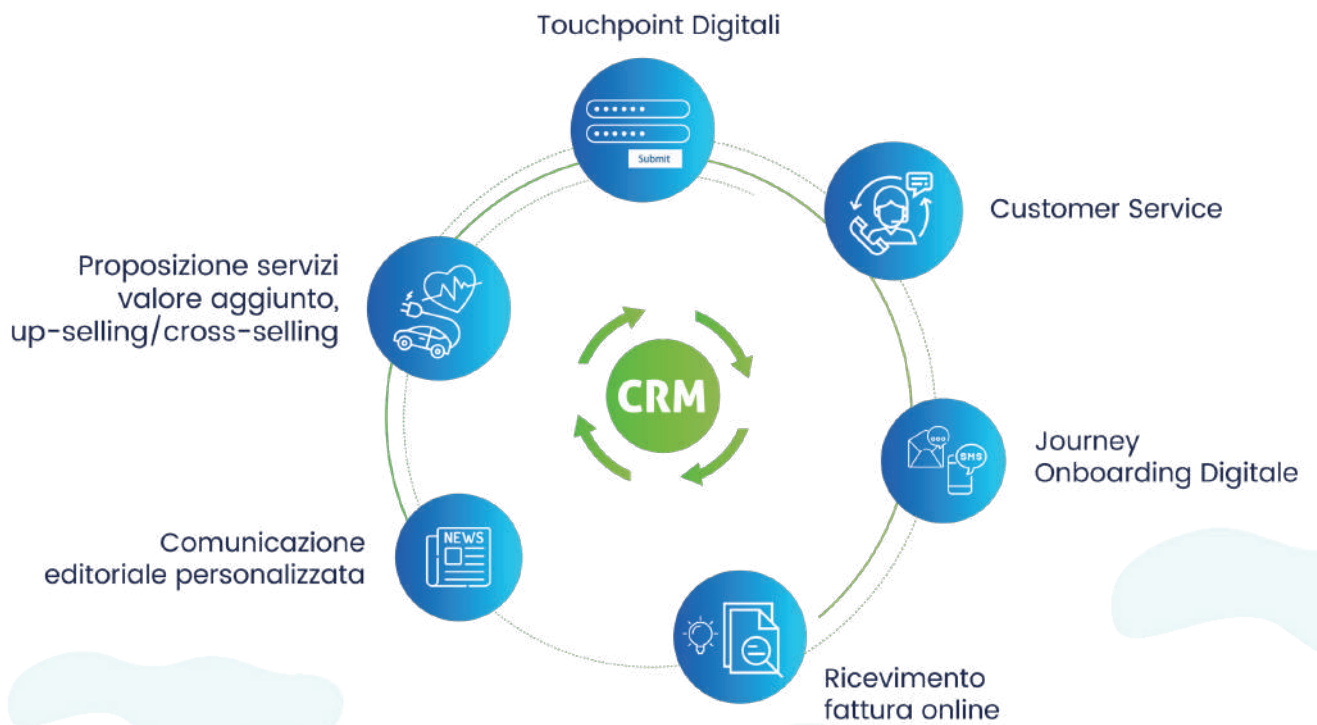 Touchpoint Digitali
Submit
Customer Service
Proposizione servizi
valore aggiunto,
up-selling/cross-selling
CRM
SMS
Journey
Onboarding Digitale
NEWS
Comunicazione
editoriale personalizzata
Ricevimento
fattura online